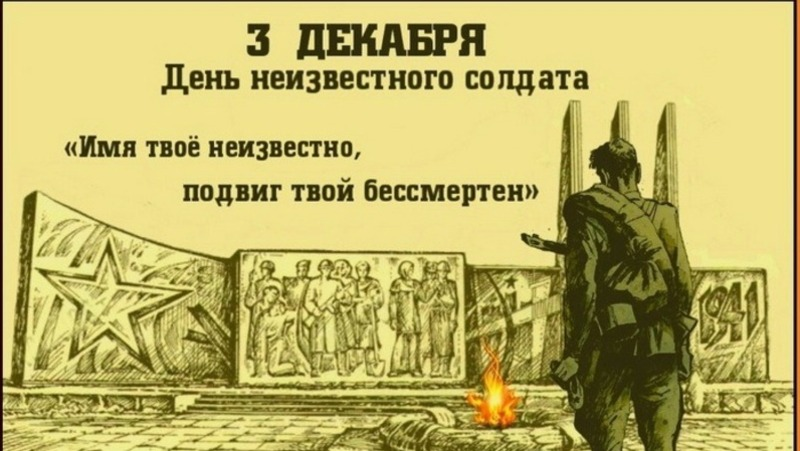 3 ДЕКАБРЯ
День неизвестного солдата
«Имя твоё неизвестно,
подвиг твой бессмертен»
1941